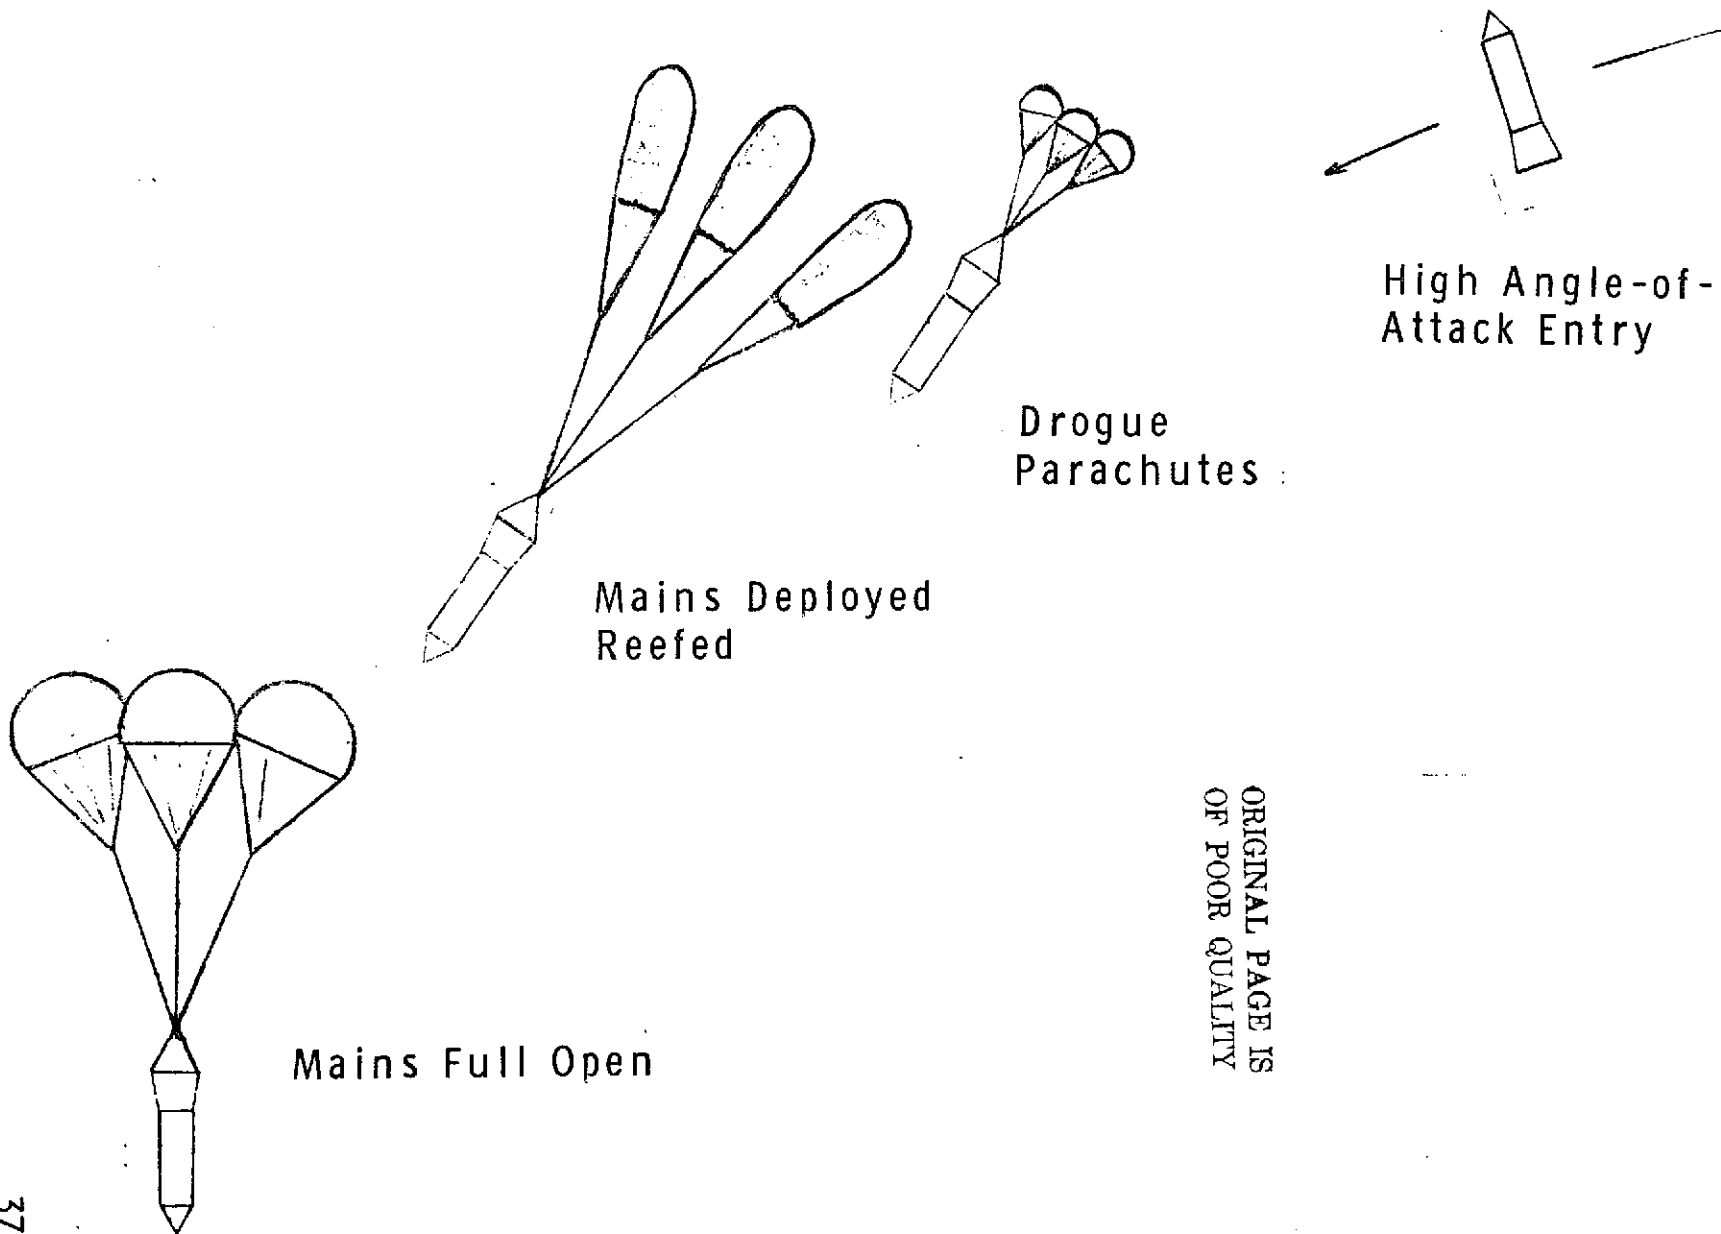 High Angle-of-
Attack Entry
Drogue
Parachutes
Mains Deployed
Reefed
Mains Full Open
ORIGINAL PAGE IS
OF POOR QUALITY
37